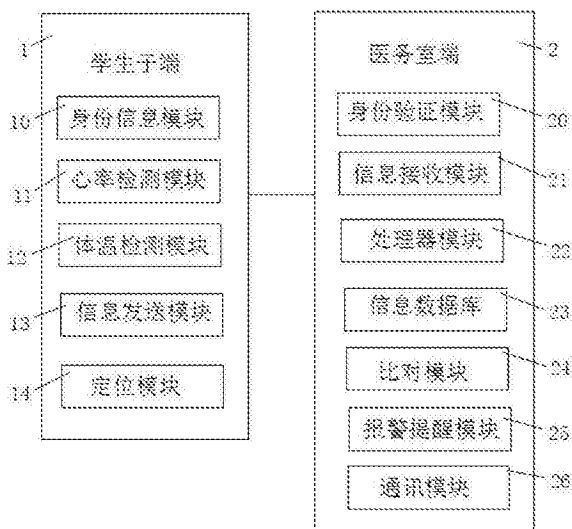 1
学生子端
10
身份信息模块
11
心率检测模块
12
体温检测模块
13
信息发送模块
14
定位模块
2
医务室端
身份验证模块
20
信息接收模块
21
处理器模块
22
信息数据库
23
比对模块
24
报警提醒模块
25
通讯模块
26